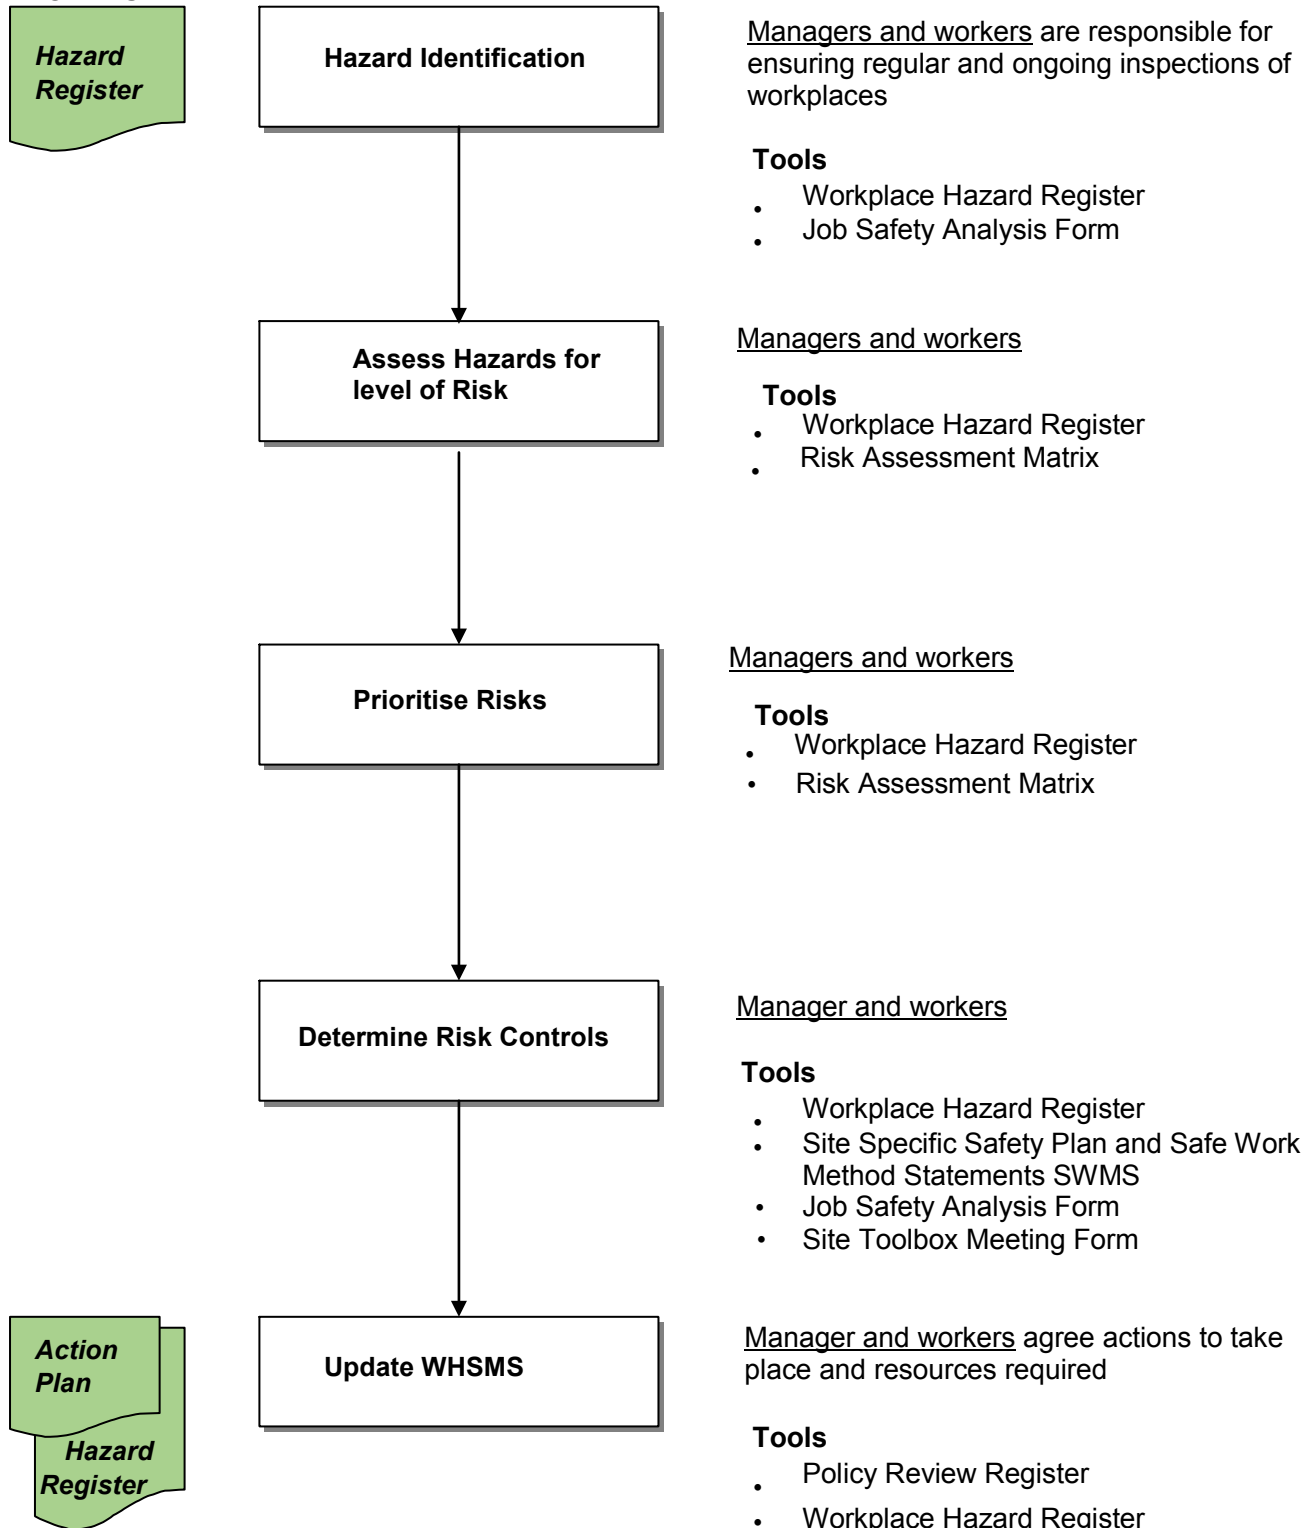 Hazard
Register
Hazard Identification
Managers and workers are responsible for
ensuring regular and ongoing inspections of
workplaces
Tools
• Workplace Hazard Register
• Job Safety Analysis Form
Assess Hazards for
level of Risk
Managers and workers
Tools
• Workplace Hazard Register
• Risk Assessment Matrix
Prioritise Risks
Managers and workers
Tools
• Workplace Hazard Register
• Risk Assessment Matrix
Determine Risk Controls
Manager and workers
Tools
• Workplace Hazard Register
• Site Specific Safety Plan and Safe Work
Method Statements SWMS
• Job Safety Analysis Form
• Site Toolbox Meeting Form
Action
Plan
Hazard
Register
Update WHSMS
Manager and workers agree actions to take
place and resources required
Tools
• Policy Review Register
• Workplace Hazard Register